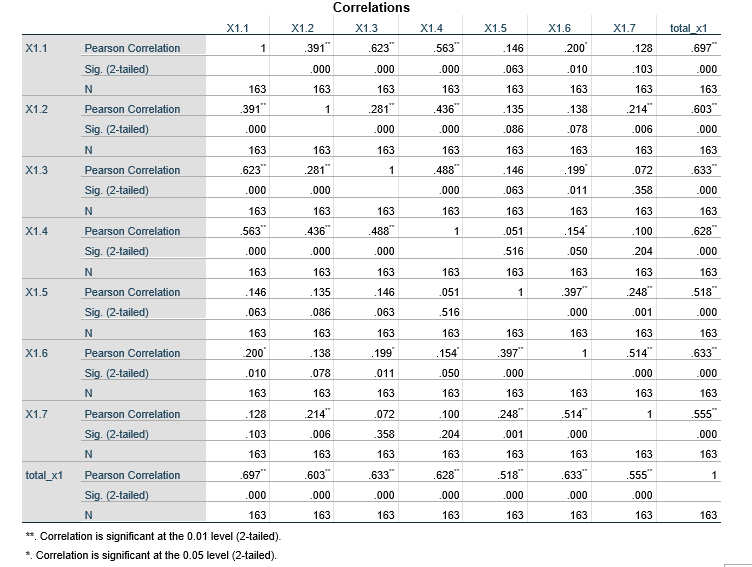 Correlations
X1.1 X1.2 X1.3 X1.4 X1.5 X1.6 X1.7 total_x1
X1.1 Pearson Correlation 1 .391** .623** .563** .146 .200* .128 .697**
Sig. (2-tailed) .000 .000 .000 .063 .010 .103 .000
N 163 163 163 163 163 163 163 163
X1.2 Pearson Correlation .391** 1 .281** .436** .135 .138 .214** .603**
Sig. (2-tailed) .000 .000 .000 .086 .078 .006 .000
N 163 163 163 163 163 163 163 163
X1.3 Pearson Correlation .623** .281** 1 .488** .146 .199* .072 .633**
Sig. (2-tailed) .000 .000 .000 .063 .011 .358 .000
N 163 163 163 163 163 163 163 163
X1.4 Pearson Correlation .563** .436** .488** 1 .051 .154* .100 .628**
Sig. (2-tailed) .000 .000 .000 .516 .050 .204 .000
N 163 163 163 163 163 163 163 163
X1.5 Pearson Correlation .146 .135 .146 .051 1 .397** .248** .518**
Sig. (2-tailed) .063 .086 .063 .516 .000 .001 .000
N 163 163 163 163 163 163 163 163
X1.6 Pearson Correlation .200* .138 .199* .154* .397** 1 .514** .633**
Sig. (2-tailed) .010 .078 .011 .050 .000 .000 .000
N 163 163 163 163 163 163 163 163
X1.7 Pearson Correlation .128 .214** .072 .100 .248** .514** 1 .555**
Sig. (2-tailed) .103 .006 .358 .204 .001 .000 .000
N 163 163 163 163 163 163 163 163
total_x1 Pearson Correlation .697** .603** .633** .628** .518** .633** .555** 1
Sig. (2-tailed) .000 .000 .000 .000 .000 .000 .000
N 163 163 163 163 163 163 163 163
**. Correlation is significant at the 0.01 level (2-tailed).
*. Correlation is significant at the 0.05 level (2-tailed).